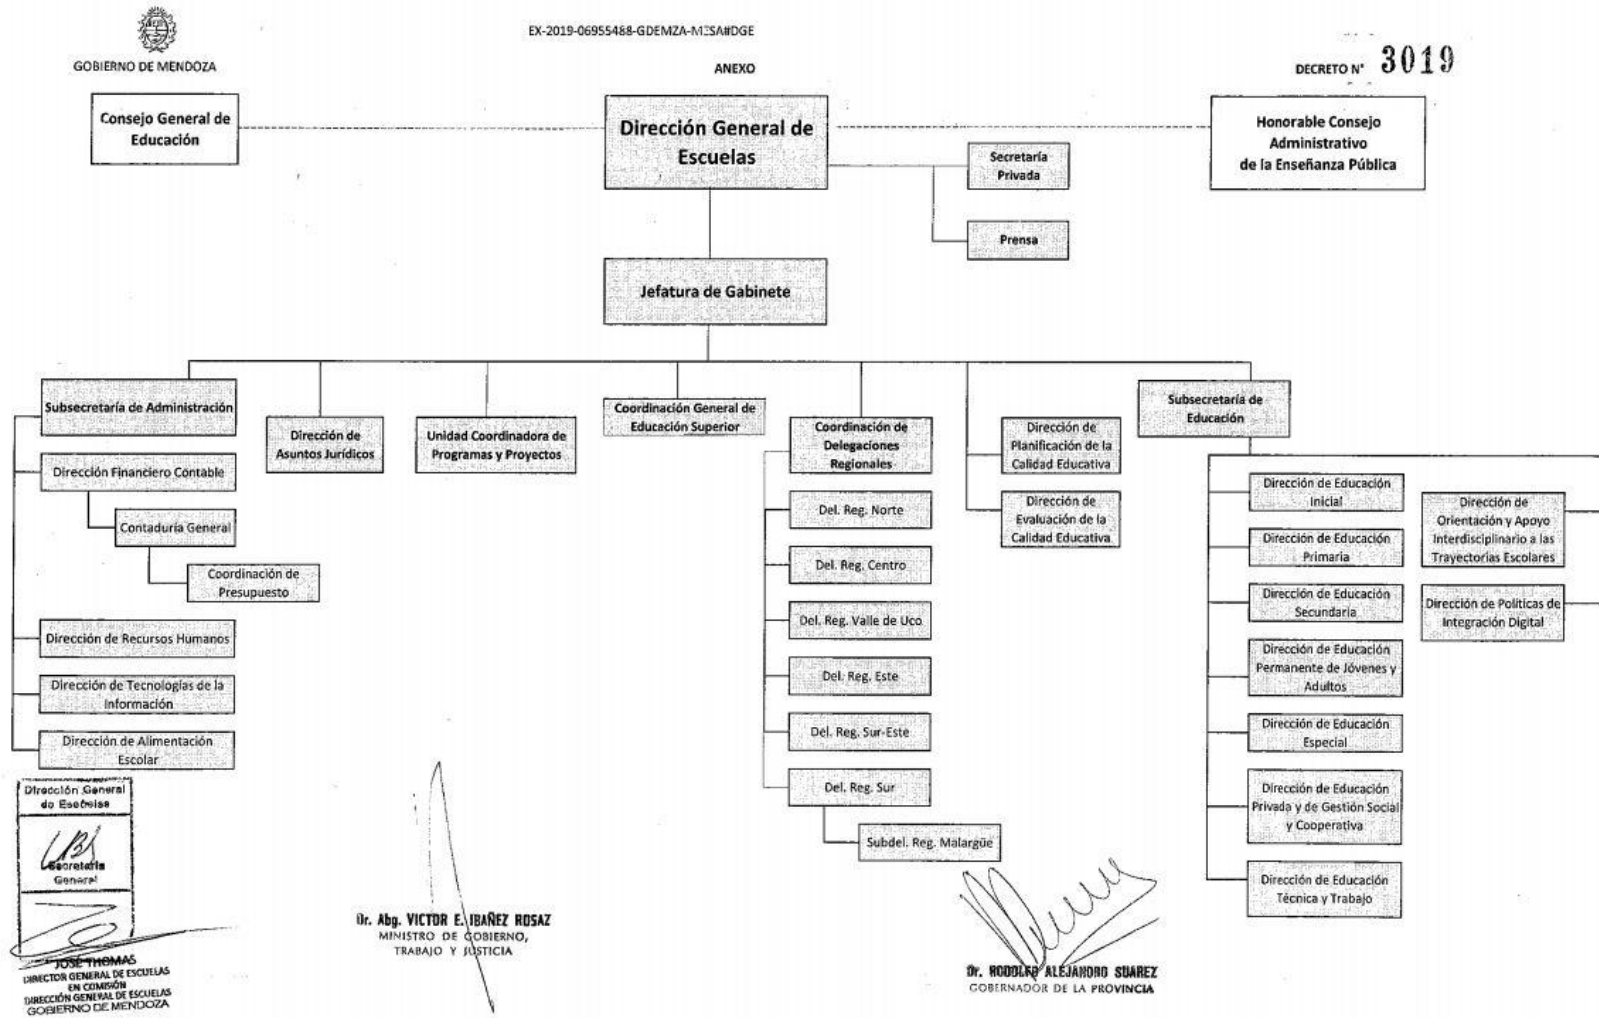 EX-2019-06955488-GDEMZA-MESA#DGE
GOBIERNO DE MENDOZA
ANEXO
DECRETO N° 3019
Consejo General de
Educación
Dirección General de
Escuelas
Honorable Consejo
Administrativo
de la Enseñanza Pública
Secretaría
Privada
Prensa
Jefatura de Gabinete
Subsecretaría de Administración
Dirección Financiero Contable
Contaduría General
Coordinación de
Presupuesto
Dirección de Recursos Humanos
Dirección de Tecnologías de la
Información
Dirección de Alimentación
Escolar
Dirección de
Asuntos Jurídicos
Unidad Coordinadora de
Programas y Proyectos
Coordinación General de
Educación Superior
Coordinación de
Delegaciones
Regionales
Del. Reg. Norte
Del. Reg. Centro
Del. Reg. Valle de Uco
Del. Reg. Este
Del. Reg. Sur-Este
Del. Reg. Sur
Subdel. Reg. Malargüe
Dirección de
Planificación de la
Calidad Educativa
Dirección de
Evaluación de la
Calidad Educativa
Subsecretaría de
Educación
Dirección de Educación
Inicial
Dirección de Educación
Primaria
Dirección de Educación
Secundaria
Dirección de Educación
Permanente de Jóvenes y
Adultos
Dirección de Educación
Especial
Dirección de Educación
Privada y de Gestión Social
y Cooperativa
Dirección de Educación
Técnica y Trabajo
Dirección de
Orientación y Apoyo
Interdisciplinario a las
Trayectorias Escolares
Dirección de Políticas de
Integración Digital
Dirección General
de Escuelas
Secretaría
General
JOSÉ THOMAS
DIRECTOR GENERAL DE ESCUELAS
EN COMISIÓN
DIRECCIÓN GENERAL DE ESCUELAS
GOBIERNO DE MENDOZA
Dr. Abg. VICTOR E. IBAÑEZ ROSAZ
MINISTRO DE GOBIERNO,
TRABAJO Y JUSTICIA
Dr. RODOLFO ALEJANDRO SUAREZ
GOBERNADOR DE LA PROVINCIA